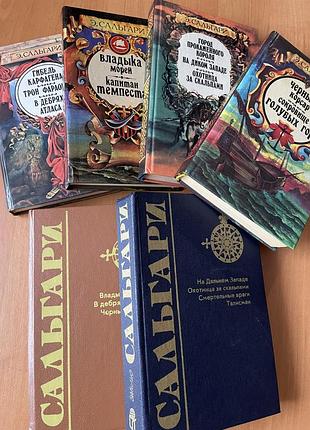 Э.САЛЬГАРИ
ГИБЕЛЬ
КАРФАГЕНА
ТРОН ФАРАОНА
В ДЕБРЯХ
АТЛАСА
Э.САЛЬГАРИ
ВЛАДЫКА
МОРЕЙ
КАПИТАН
ТЕМПЕСТА
Э.САЛЬГАРИ
ГОРОД
ПРОКАЖЕННОГО
КОРОЛЯ
НА ДИКОМ ЗАПАДЕ
ОХОТНИЦА
ЗА СКАЛЬПАМИ
Э.САЛЬГАРИ
ЧЕРНЫЙ
КОРСАР
СОКРОВИЩЕ
ГОЛУБЫХ ГОР
САЛЬГАРИ
Влады
В дебрях
Черны
САЛЬГАРИ
На Дальнем Западе
Охотница за скальпами
Смертельные враги
Талисман